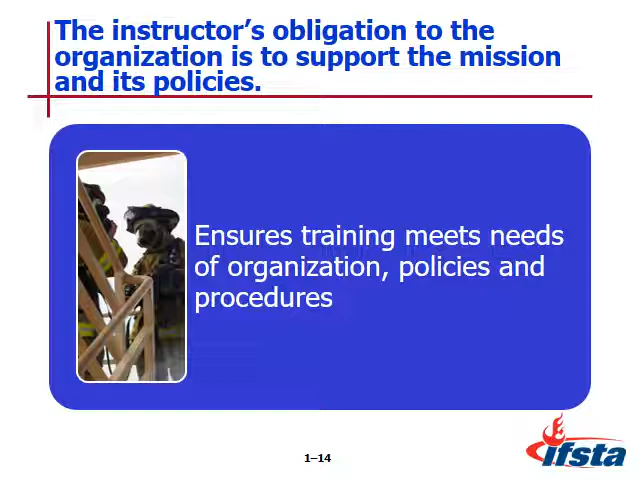 The instructor’s obligation to the
organization is to support the mission
and its policies.
Ensures training meets needs
of organization, policies and
procedures
1–14
ifsta